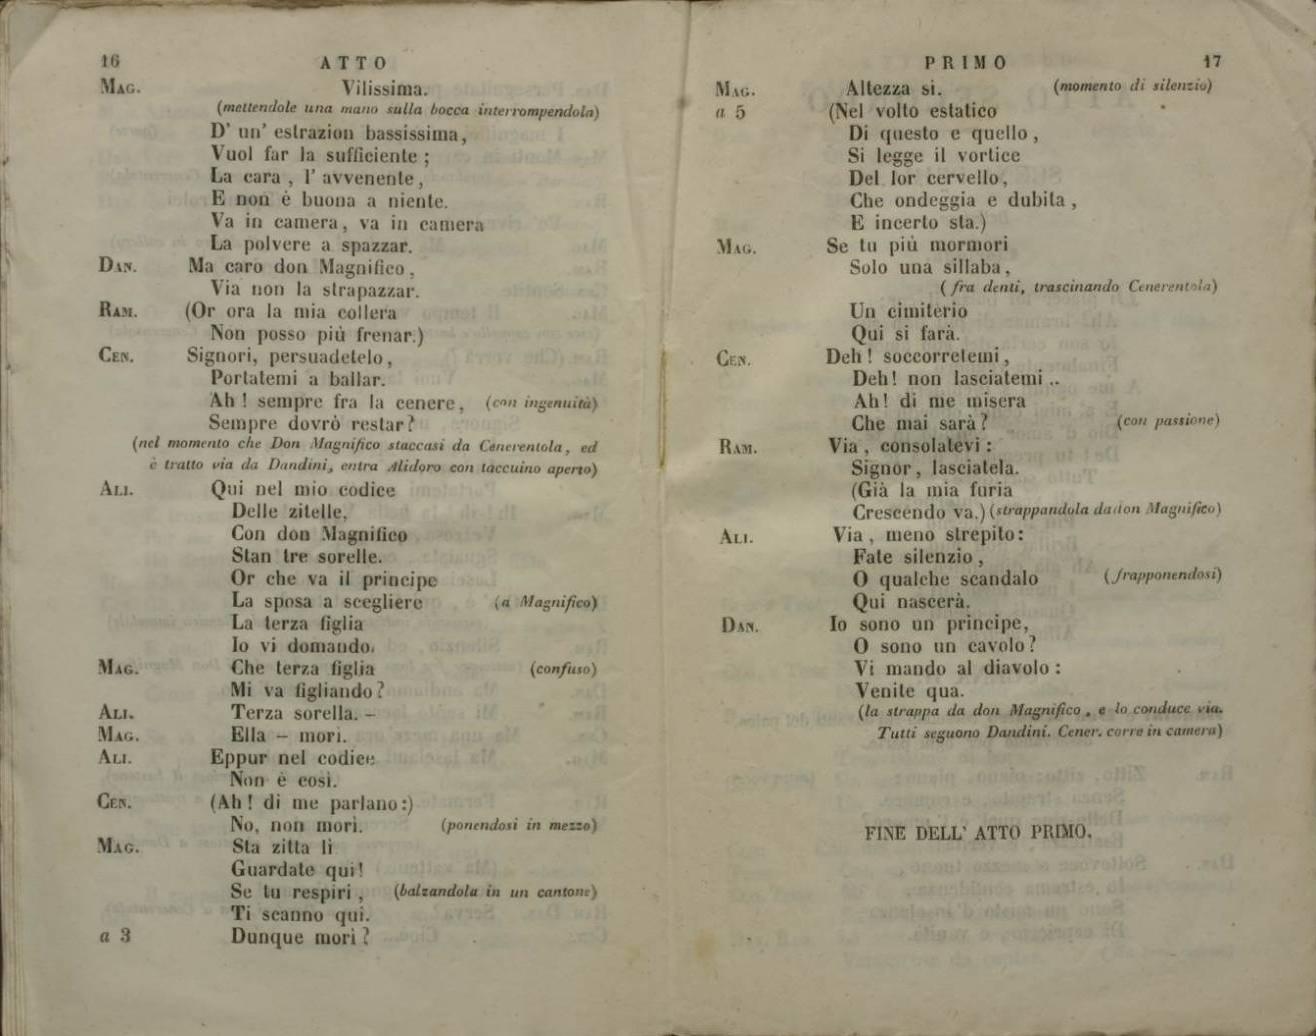 16 ATTO
MAG. Vilissima.
(mettendole una mano sulla bocca interrompendola)
D' un' estrazion bassissima,
Vuol far la sufficiente ;
La cara , l' avvenente ,
E non è buona a niente.
Va in camera, va in camera
La polvere a spazzar.
DAN. Ma caro don Magnifico,
Via non la strapazzar.
RAM. (Or ora la mia collera
Non posso più frenar.)
CEN. Signori, persuadetelo,
Portatemi a ballar.
Ah ! sempre fra la cenere, (con ingenuità)
Sempre dovrò restar?
(nel momento che Don Magnifico staccasi da Cenerentola, ed
è tratto via da Dandini, entra Alidoro con taccuino aperto)
ALI. Qui nel mio codice
Delle zitelle,
Con don Magnifico
Stan tre sorelle.
Or che va il principe
La sposa a scegliere (a Magnifico)
La terza figlia
Io vi domando.
MAG. Che terza figlia (confuso)
Mi va figliando?
ALI. Terza sorella. –
MAG. Ella – morì.
ALI. Eppur nel codice
Non è così.
CEN. (Ah ! di me parlano:)
No, non morì. (ponendosi in mezzo)
MAG. Sta zitta lì
Guardate qui!
Se tu respiri , (balzandola in un cantone)
Ti scanno qui.
a 3 Dunque morì ?
PRIMO 17
MAG. Altezza sì. (momento di silenzio)
a 5 (Nel volto estatico
Di questo e quello ,
Si legge il vortice
Del lor cervello,
Che ondeggia e dubita ,
E incerto sta.)
MAG. Se tu più mormori
Solo una sillaba,
(fra denti, trascinando Cenerentola)
Un cimiterio
Qui si farà.
CEN. Deh ! soccorretemi ,
Deh! non lasciatemi ..
Ah! di me misera
Che mai sarà? (con passione)
RAM. Via , consolatevi :
Signor, lasciatela.
(Già la mia furia
Crescendo va.) (strappandola da don Magnifico)
ALI. Via , meno strepito:
Fate silenzio ,
O qualche scandalo (frapponendosi)
Qui nascerà.
DAN. Io sono un principe,
O sono un cavolo?
Vi mando al diavolo :
Venite qua.
(la strappa da don Magnifico , e lo conduce via.
Tutti seguono Dandini. Cener. corre in camera)
FINE DELL' ATTO PRIMO.